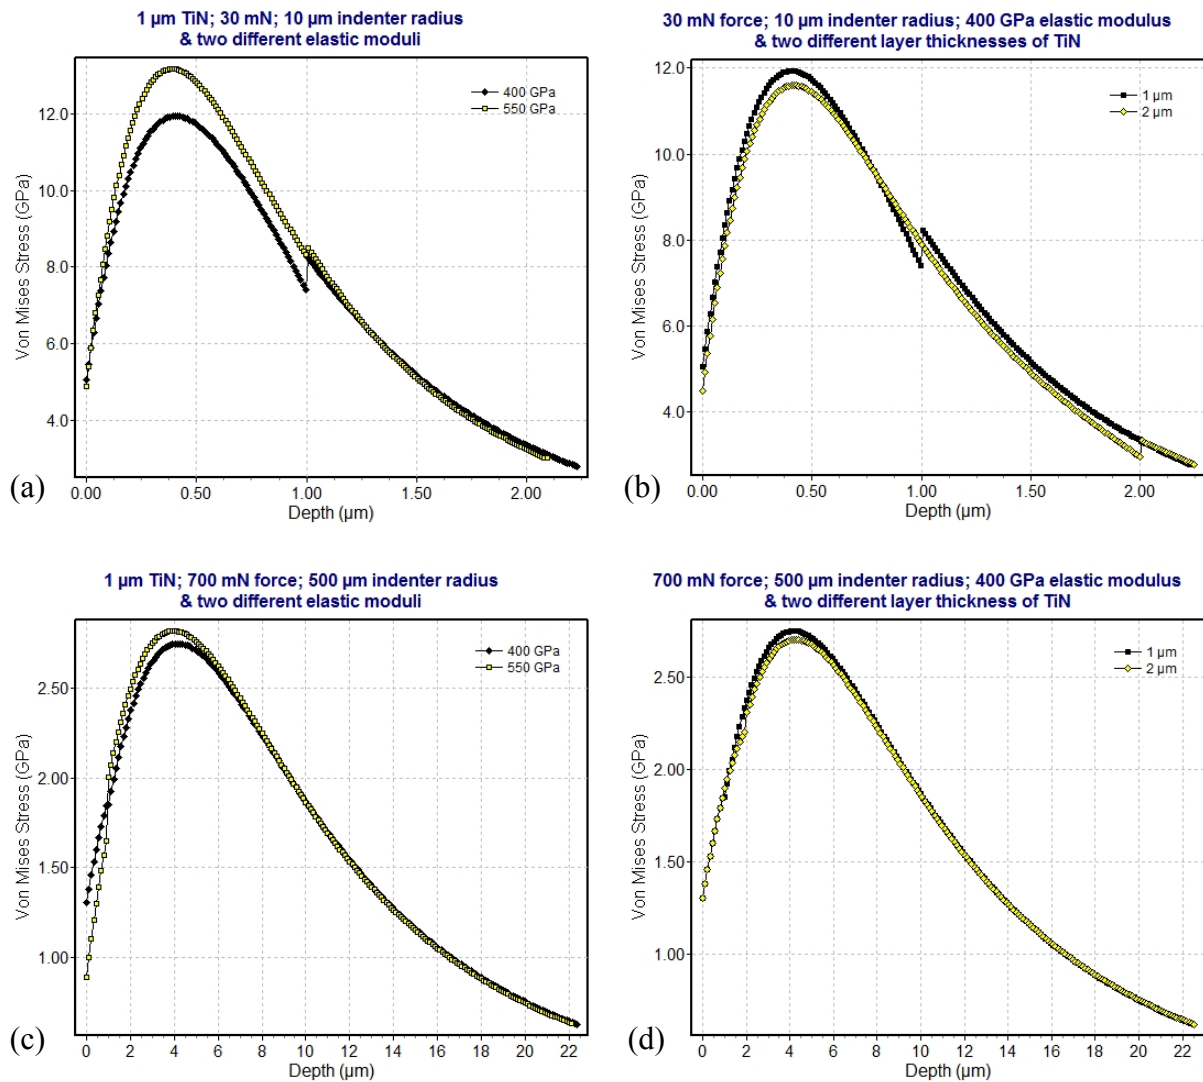 1 µm TiN; 30 mN; 10 µm indenter radius
& two different elastic moduli
Von Mises Stress (GPa)
12.0
10.0
8.0
6.0
4.0
400 GPa
550 GPa
0.00 0.50 1.00 1.50 2.00
Depth (µm)
(a)
30 mN force; 10 µm indenter radius; 400 GPa elastic modulus
& two different layer thicknesses of TiN
Von Mises Stress (GPa)
12.0
10.0
8.0
6.0
4.0
1 µm
2 µm
0.00 0.50 1.00 1.50 2.00
Depth (µm)
(b)
1 µm TiN; 700 mN force; 500 µm indenter radius
& two different elastic moduli
Von Mises Stress (GPa)
2.50
2.00
1.50
1.00
400 GPa
550 GPa
0 2 4 6 8 10 12 14 16 18 20 22
Depth (µm)
(c)
700 mN force; 500 µm indenter radius; 400 GPa elastic modulus
& two different layer thickness of TiN
Von Mises Stress (GPa)
2.50
2.00
1.50
1.00
1 µm
2 µm
0 2 4 6 8 10 12 14 16 18 20 22
Depth (µm)
(d)